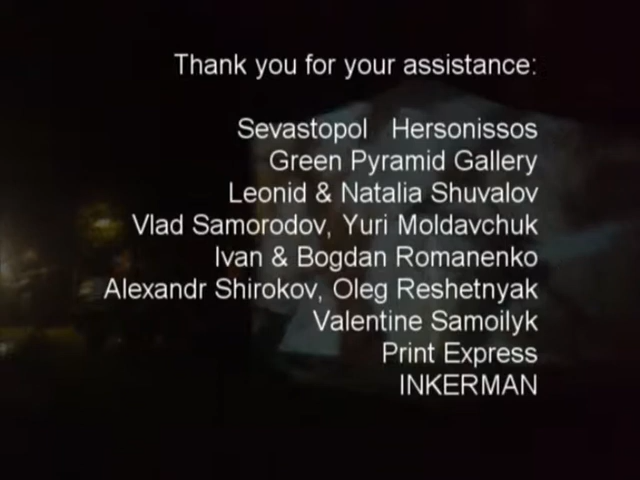 Thank you for your assistance:
Sevastopol Hersonissos
Green Pyramid Gallery
Leonid & Natalia Shuvalov
Vlad Samorodov, Yuri Moldavchuk
Ivan & Bogdan Romanenko
Alexandr Shirokov, Oleg Reshetnyak
Valentine Samoilyk
Print Express
INKERMAN